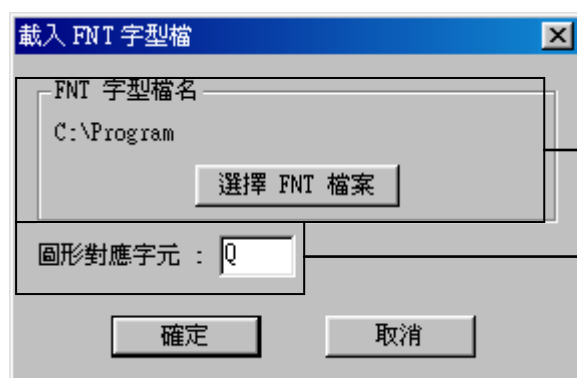 載入 FNT 字型檔
FNT 字型檔名
C:\Program
選擇 FNT 檔案
圖形對應字元 : Q
確定 取消